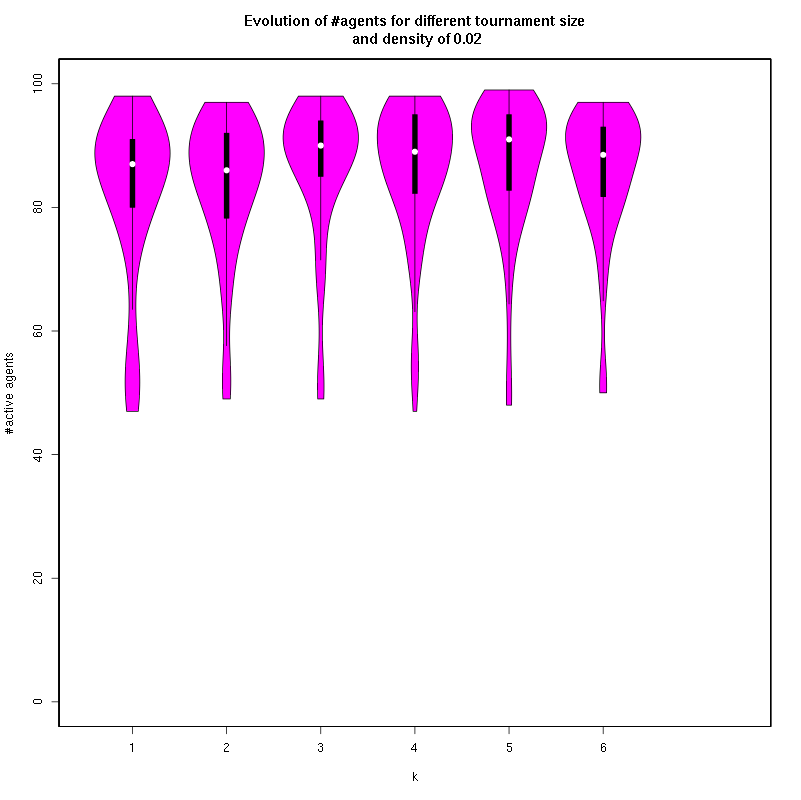 Evolution of #agents for different tournament size
and density of 0.02
100
80
60
40
20
0
#active agents
1 2 3 4 5 6
k